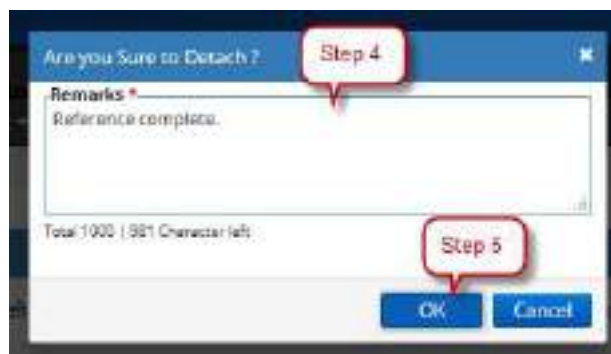 Are you Sure to Detach ?
Step 4
Remarks *
Reference complete.
Total 1000 | 981 Character left
Step 5
OK
Cancel